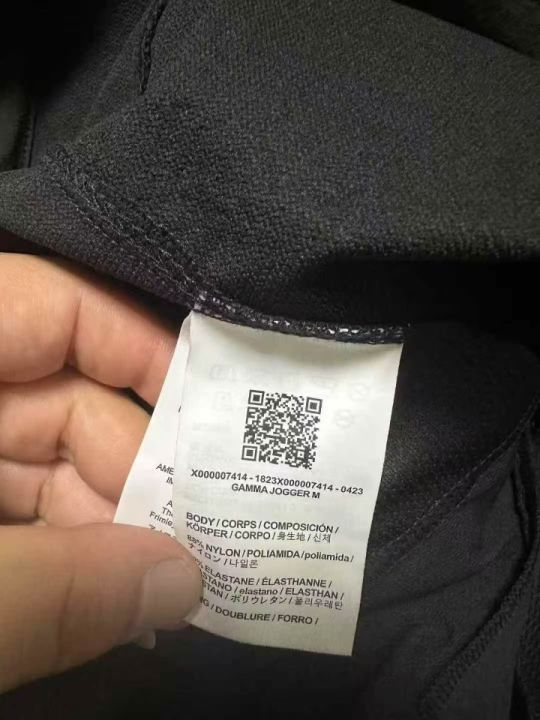 X000007414 - 1823X000007414 - 0423
GAMMA JOGGER M
BODY / CORPS / COMPOSICIÓN /
KÖRPER / CORPO / 身生地 / 신체
NYLON / POLIAMIDA / poliamida /
ナイロン / 나일론
ELASTANE / ÉLASTHANNE /
elastano / ELASTHAN /
ポリウレタン / 폴리우레탄
/ DOUBLURE / FORRO /
AME